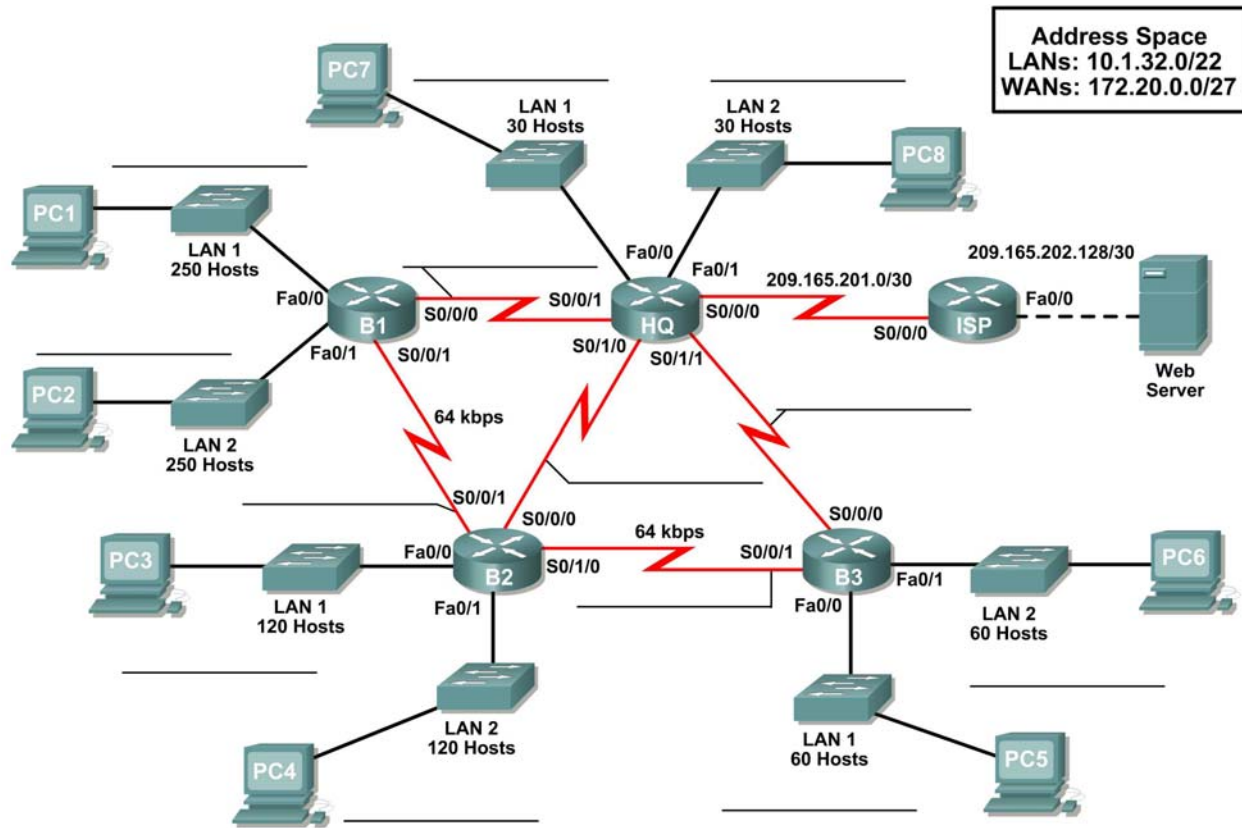 Address Space
LANs: 10.1.32.0/22
WANs: 172.20.0.0/27
PC7
LAN 1
30 Hosts
LAN 2
30 Hosts
PC8
PC1
LAN 1
250 Hosts
Fa0/0
Fa0/1
209.165.201.0/30
209.165.202.128/30
Fa0/0
B1
S0/0/0
S0/0/1
HQ
S0/0/0
S0/0/0
ISP
Fa0/0
Fa0/1
S0/0/1
S0/1/0
S0/1/1
Web
Server
PC2
LAN 2
250 Hosts
64 kbps
S0/0/1
S0/0/0
S0/0/0
64 kbps
PC3
LAN 1
120 Hosts
Fa0/0
B2
S0/1/0
Fa0/1
S0/0/1
B3
Fa0/1
Fa0/0
LAN 2
60 Hosts
PC6
PC4
LAN 2
120 Hosts
LAN 1
60 Hosts
PC5